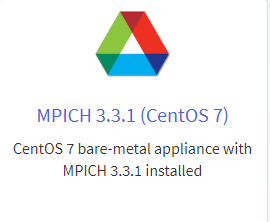 MPICH 3.3.1 (CentOS 7)
CentOS 7 bare-metal appliance with
MPICH 3.3.1 installed